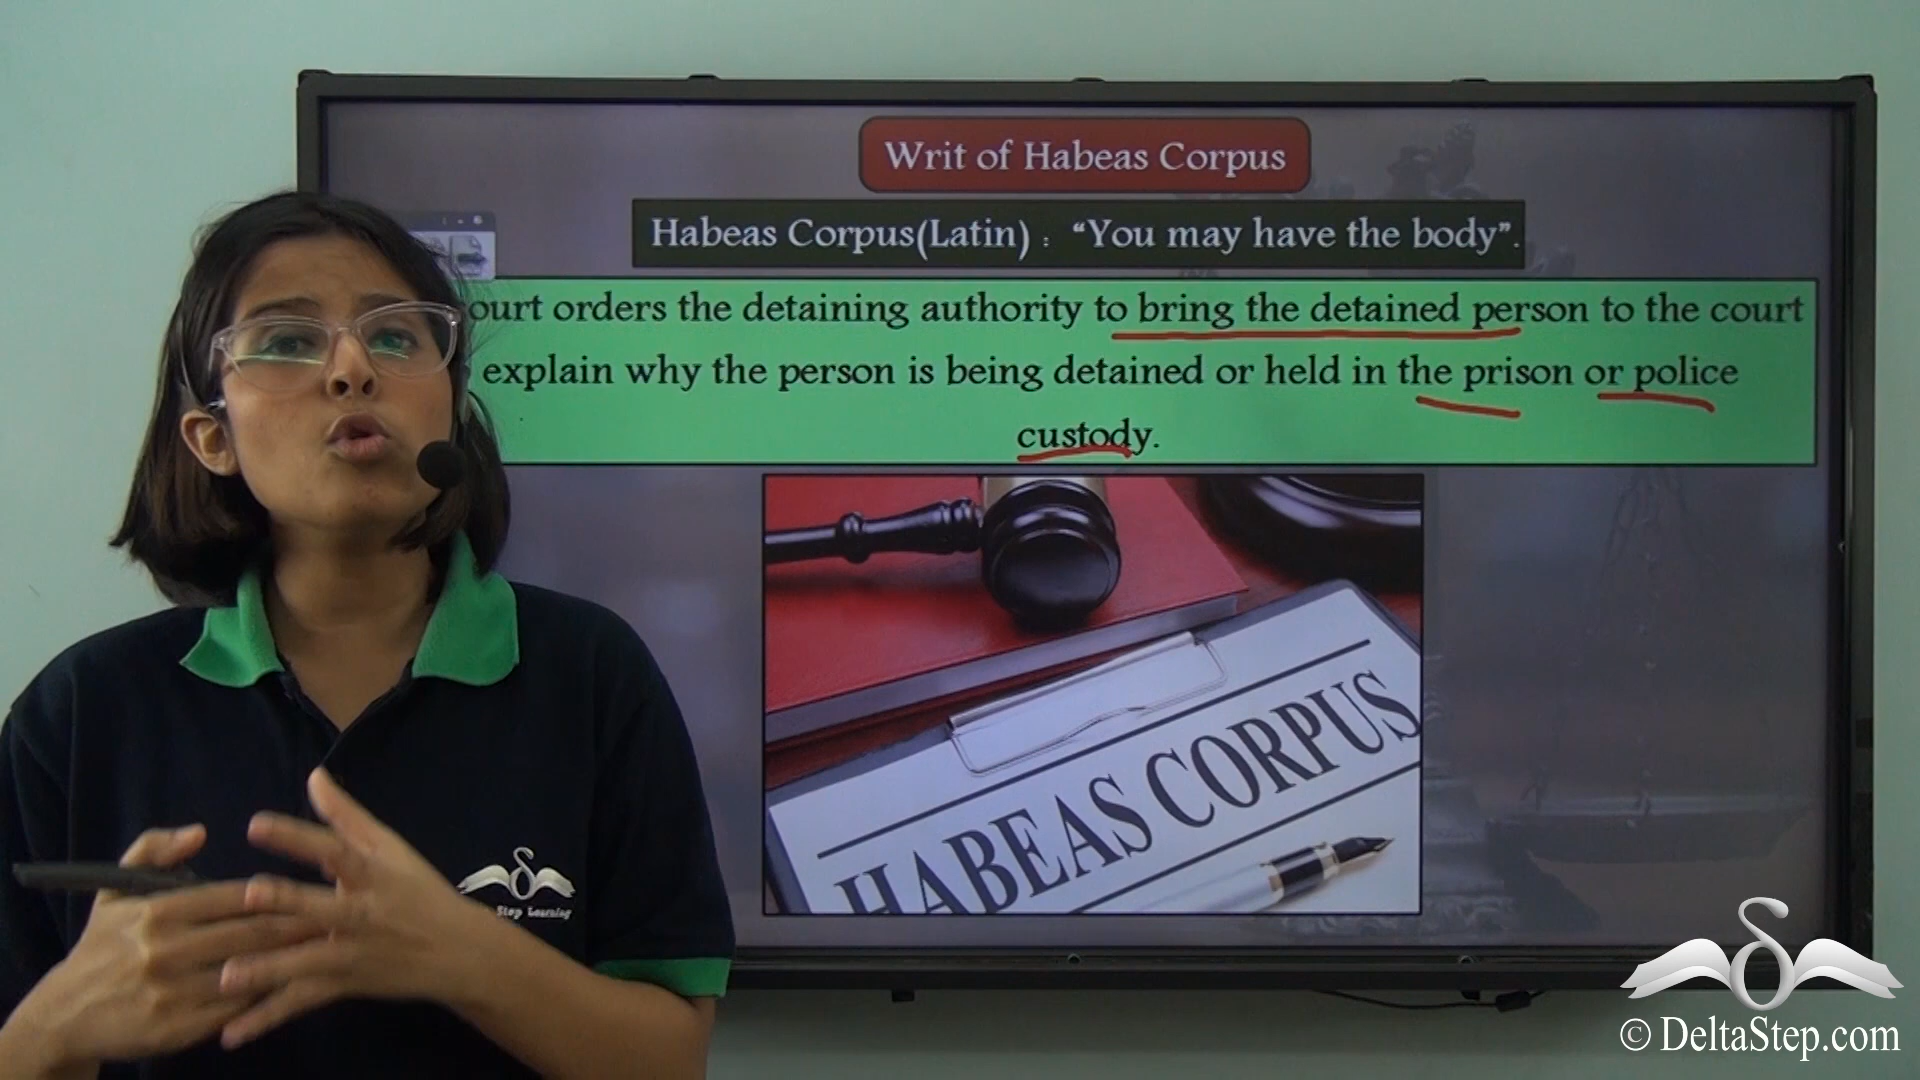 Writ of Habeas Corpus
Habeas Corpus(Latin) : “You may have the body”.
ourt orders the detaining authority to bring the detained person to the court
explain why the person is being detained or held in the prison or police
custody.
HABEAS CORPUS
Step Learning
© DeltaStep.com